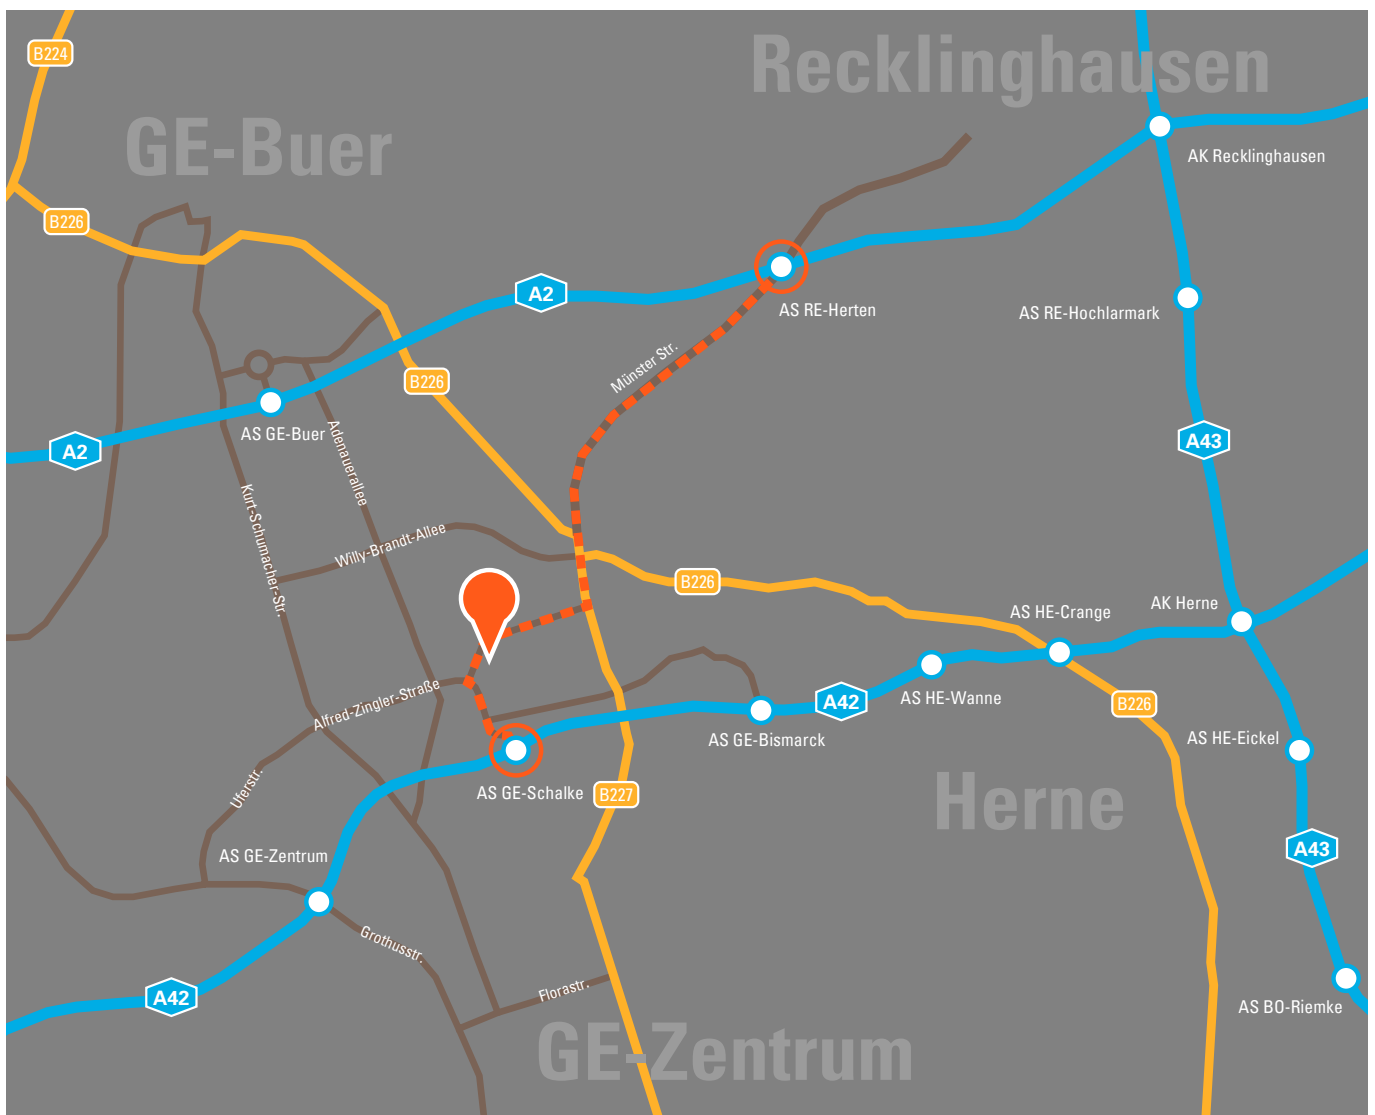 Recklinghausen
B224
GE-Buer
AK Recklinghausen
B226
A2
AS RE-Herten
AS RE-Hochlarmark
Münster Str.
B226
AS GE-Buer
A2
A43
Adenauerallee
Kurt-Schumacher-Str.
Willy-Brandt-Allee
B226
AK Herne
AS HE-Crange
Alfred-Zingler-Straße
A42
AS HE-Wanne
B226
AS GE-Bismarck
AS HE-Eickel
Uferstr.
AS GE-Schalke
B227
Herne
A43
AS GE-Zentrum
Grothusstr.
Florastr.
A42
AS BO-Riemke
GE-Zentrum